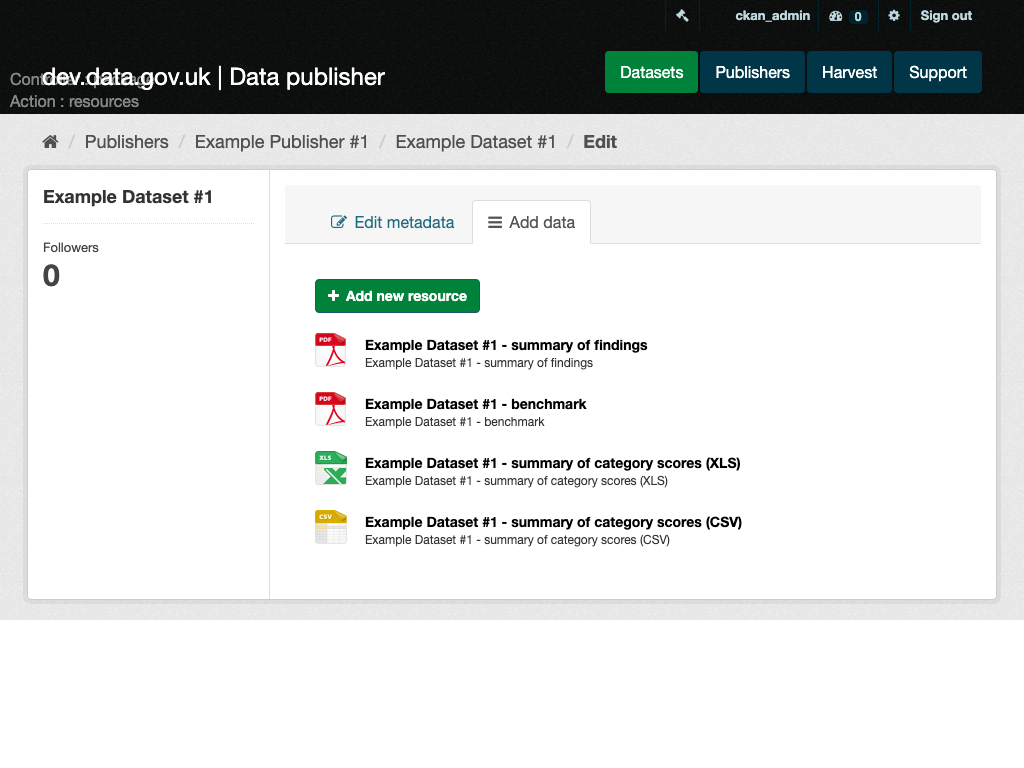 ckan_admin 0 Sign out
dev.data.gov.uk | Data publisher
Datasets Publishers Harvest Support
Action : resources
Publishers / Example Publisher #1 / Example Dataset #1 / Edit
Example Dataset #1
Followers
0
Edit metadata
Add data
Add new resource
PDF
Example Dataset #1 - summary of findings
Example Dataset #1 - summary of findings
PDF
Example Dataset #1 - benchmark
Example Dataset #1 - benchmark
XLS
Example Dataset #1 - summary of category scores (XLS)
Example Dataset #1 - summary of category scores (XLS)
CSV
Example Dataset #1 - summary of category scores (CSV)
Example Dataset #1 - summary of category scores (CSV)